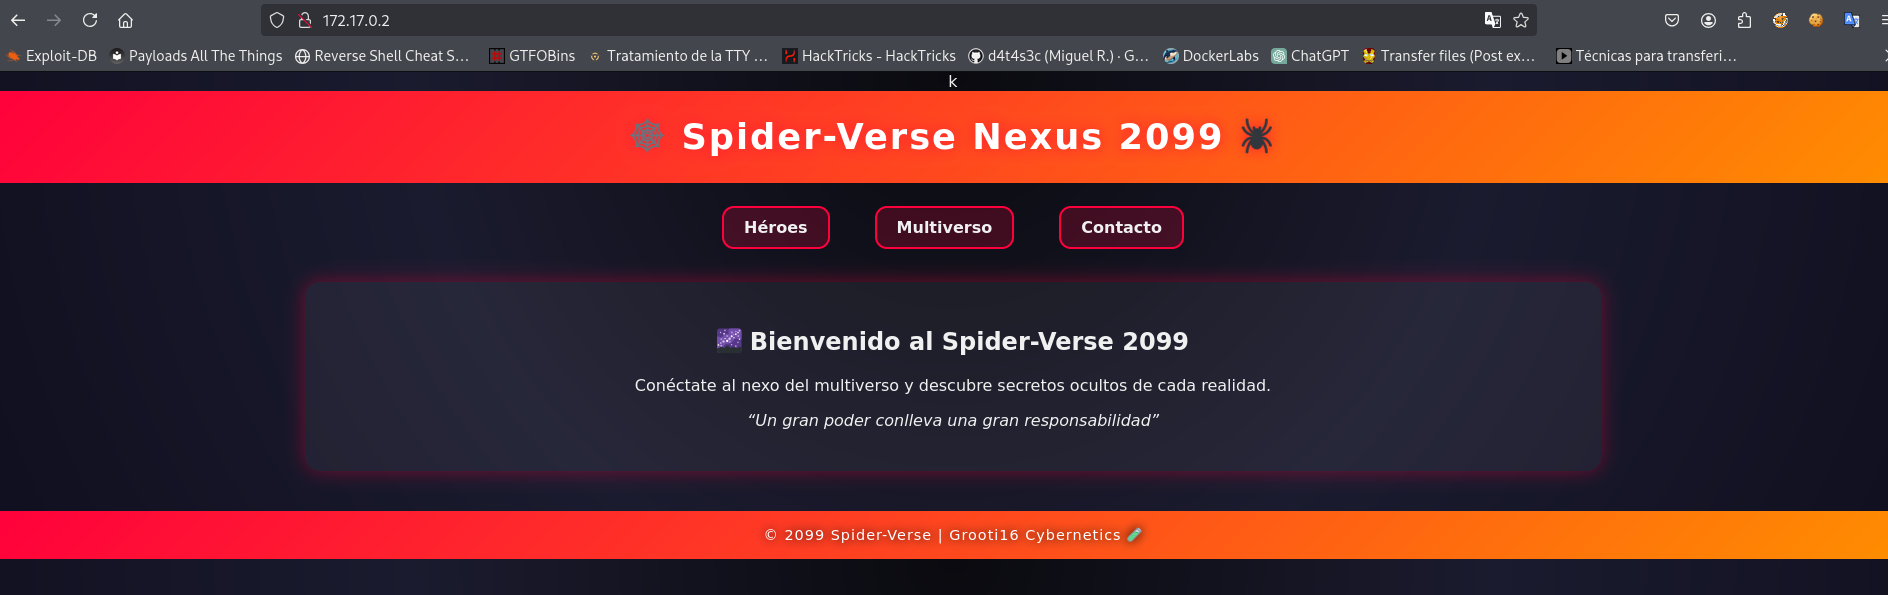 172.17.0.2
Exploit-DB Payloads All The Things Reverse Shell Cheat S… GTFOBins Tratamiento de la TTY … HackTricks - HackTricks d4t4s3c (Miguel R.) · G… DockerLabs ChatGPT Transfer files (Post ex… Técnicas para transferi…
k
🕸️ Spider-Verse Nexus 2099 🕷️
Héroes Multiverso Contacto
🌌 Bienvenido al Spider-Verse 2099
Conéctate al nexo del multiverso y descubre secretos ocultos de cada realidad.
“Un gran poder conlleva una gran responsabilidad”
© 2099 Spider-Verse | Grooti16 Cybernetics 🧪